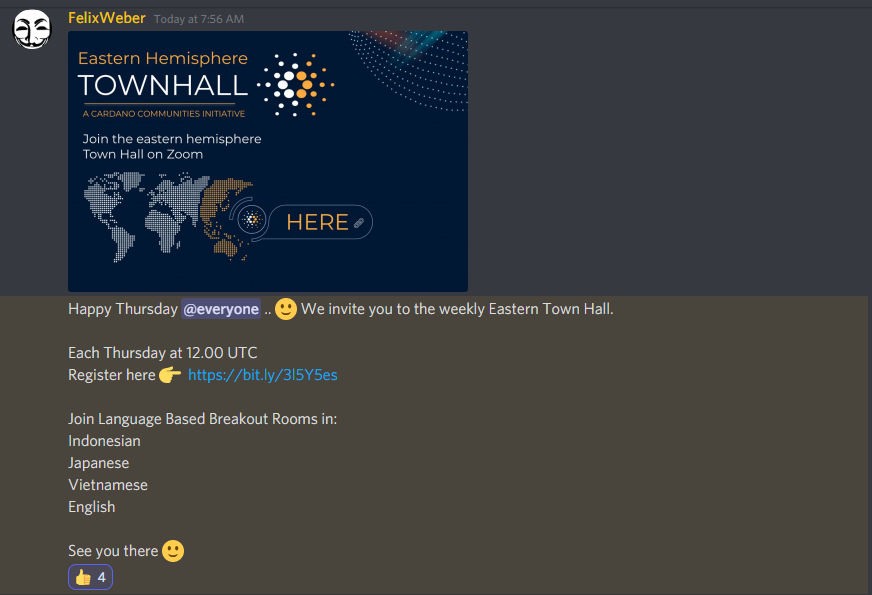 FelixWeber Today at 7:56 AM
Eastern Hemisphere
TOWNHALL
A CARDANO COMMUNITIES INITIATIVE
Join the eastern hemisphere
Town Hall on Zoom
HERE
Happy Thursday @everyone .. 🙂 We invite you to the weekly Eastern Town Hall.
Each Thursday at 12.00 UTC
Register here 👉 https://bit.ly/3l5Y5es
Join Language Based Breakout Rooms in:
Indonesian
Japanese
Vietnamese
English
See you there 🙂
👍 4